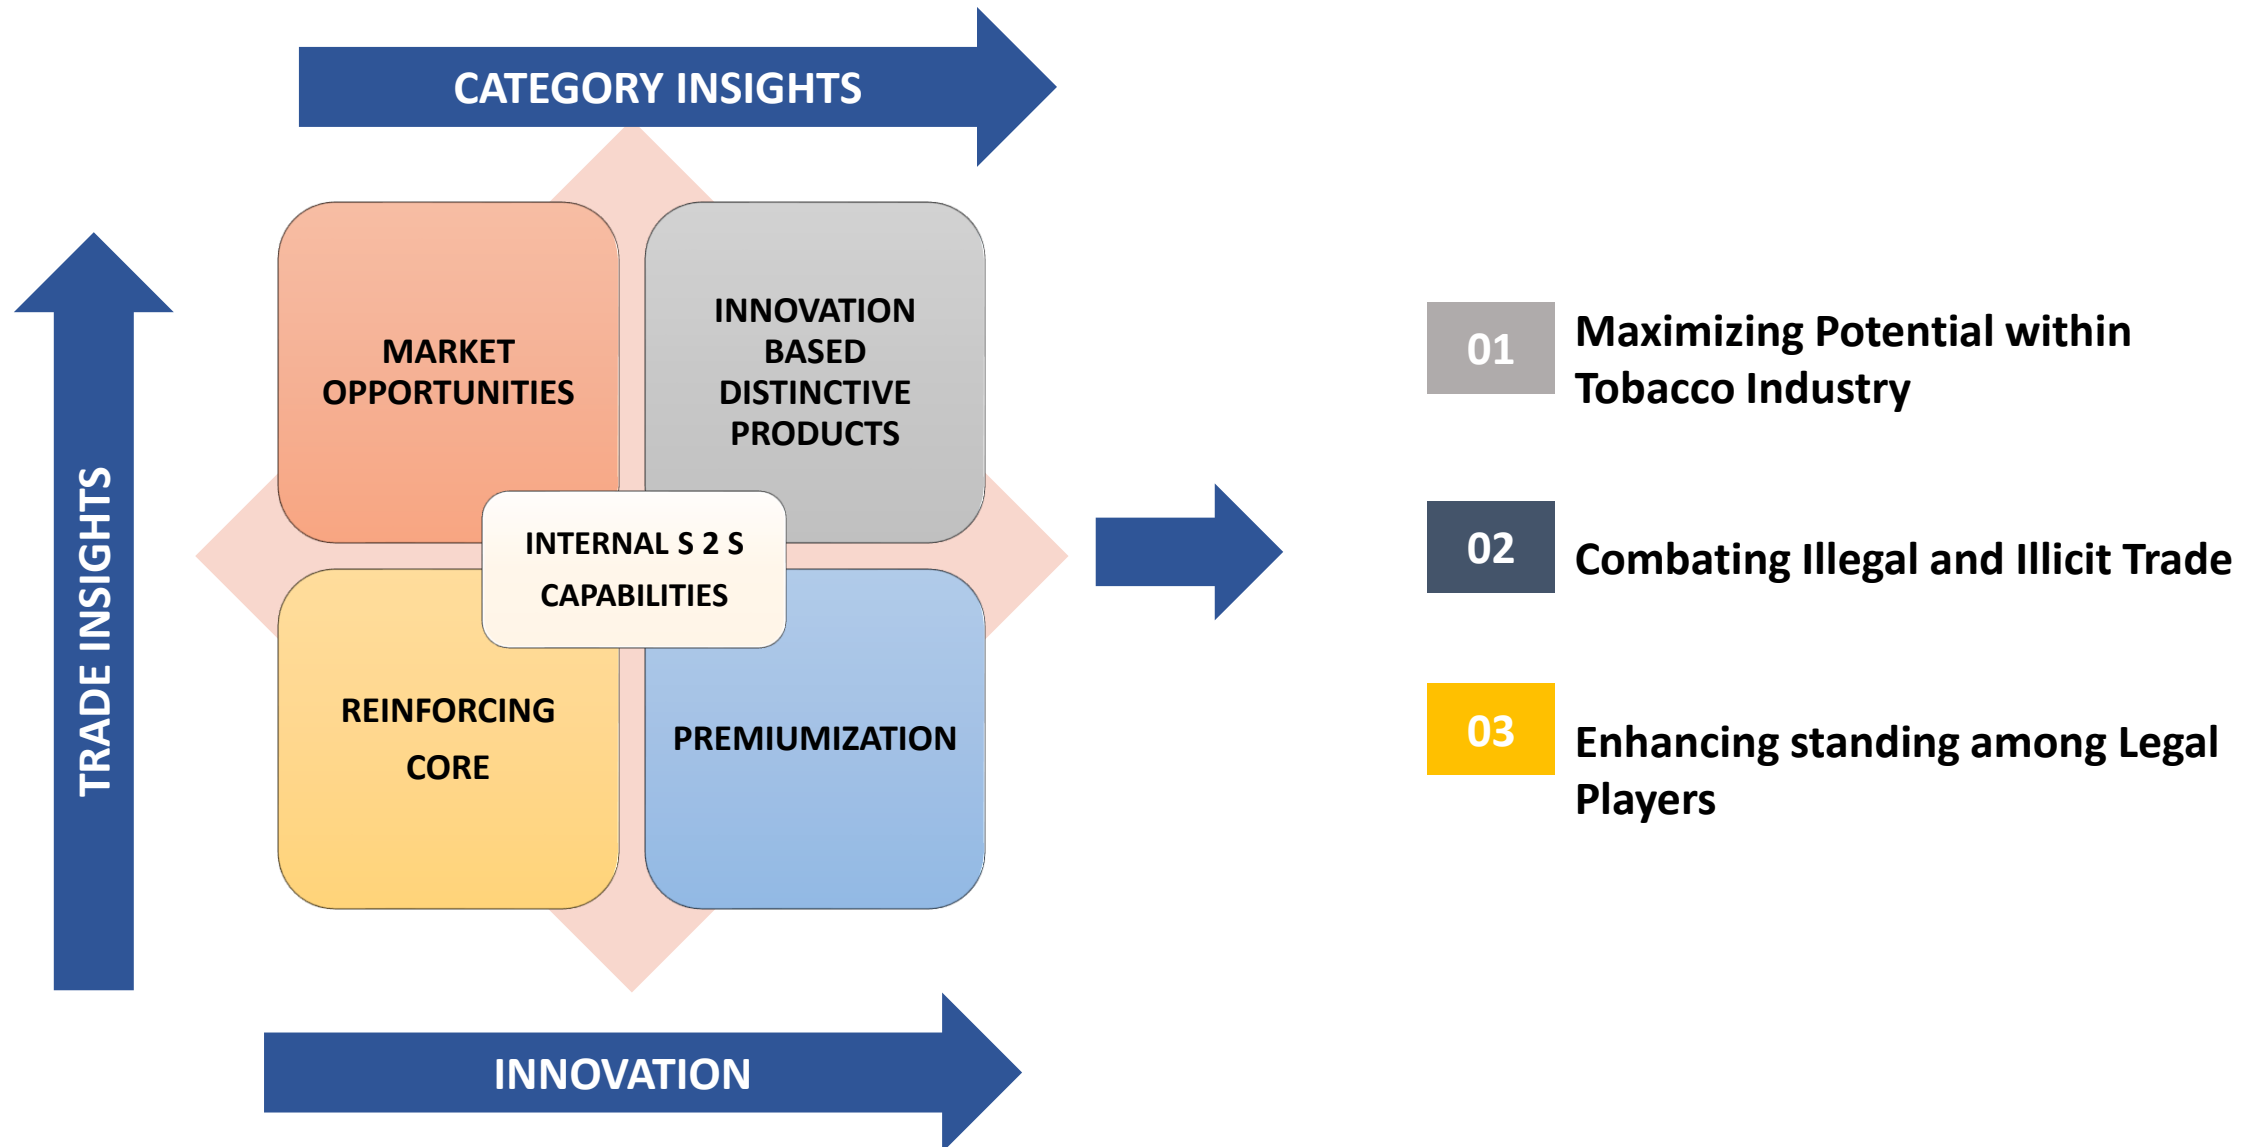 CATEGORY INSIGHTS
TRADE INSIGHTS
MARKET
OPPORTUNITIES
INNOVATION
BASED
DISTINCTIVE
PRODUCTS
INTERNAL S 2 S
CAPABILITIES
REINFORCING
CORE
PREMIUMIZATION
INNOVATION
01
Maximizing Potential within
Tobacco Industry
02
Combating Illegal and Illicit Trade
03
Enhancing standing among Legal
Players